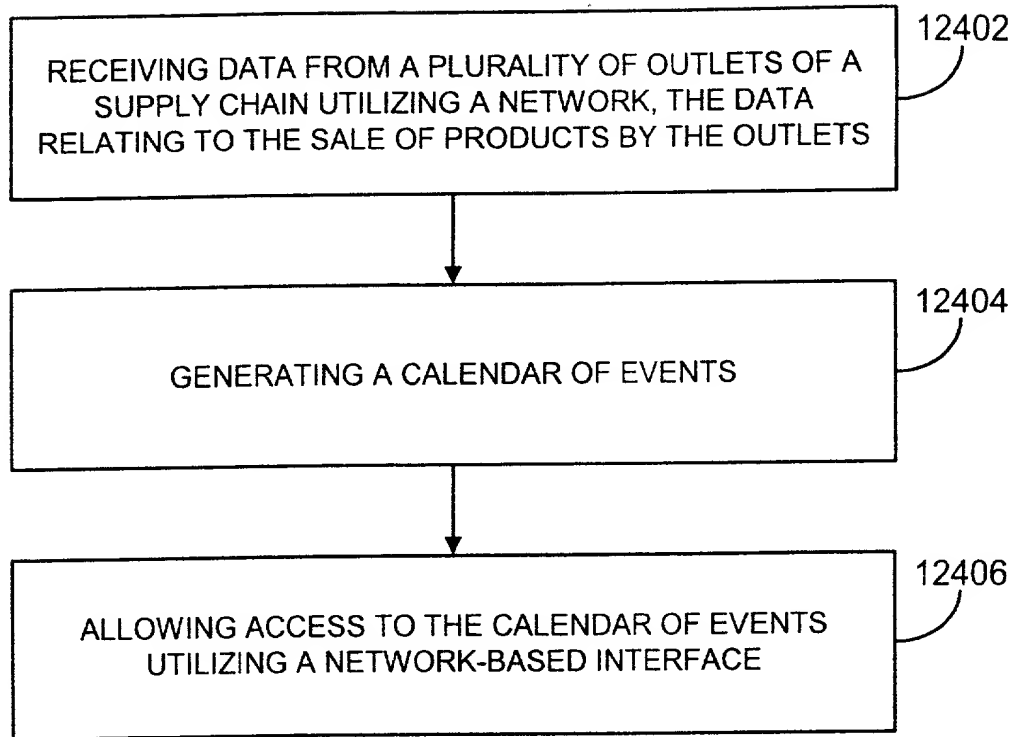 12402
RECEIVING DATA FROM A PLURALITY OF OUTLETS OF A
SUPPLY CHAIN UTILIZING A NETWORK, THE DATA
RELATING TO THE SALE OF PRODUCTS BY THE OUTLETS
12404
GENERATING A CALENDAR OF EVENTS
12406
ALLOWING ACCESS TO THE CALENDAR OF EVENTS
UTILIZING A NETWORK-BASED INTERFACE